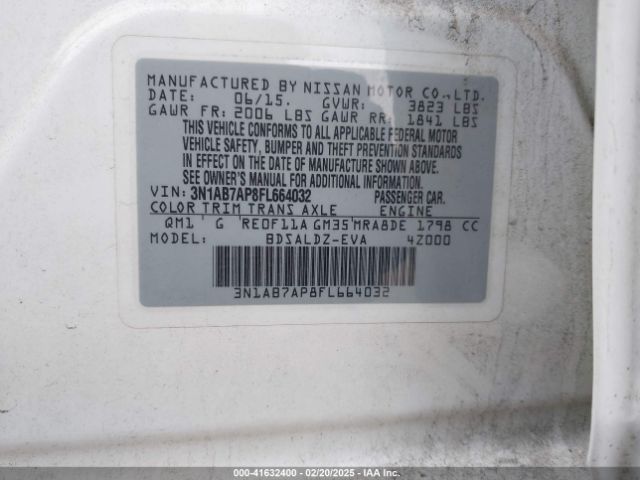 MANUFACTURED BY NISSAN MOTOR CO.,LTD.
DATE: 06/15. GVWR: 3823 LBS
GAWR FR: 2006 LBS GAWR RR: 1841 LBS
THIS VEHICLE CONFORMS TO ALL APPLICABLE FEDERAL MOTOR
VEHICLE SAFETY, BUMPER AND THEFT PREVENTION STANDARDS
IN EFFECT ON THE DATE OF MANUFACTURE SHOWN ABOVE.
SEE OWNER'S MANUAL FOR ADDITIONAL INFORMATION.
VIN: 3N1AB7AP8FL664032 PASSENGER CAR.
COLOR TRIM TRANS AXLE ENGINE
QM1 ' G ' RE0F11A GM35'MRA8DE 1798 CC
MODEL: BDSALDZ-EVA 4Z000
3N1AB7AP8FL664032
000-41632400 - 02/20/2025 - IAA Inc.